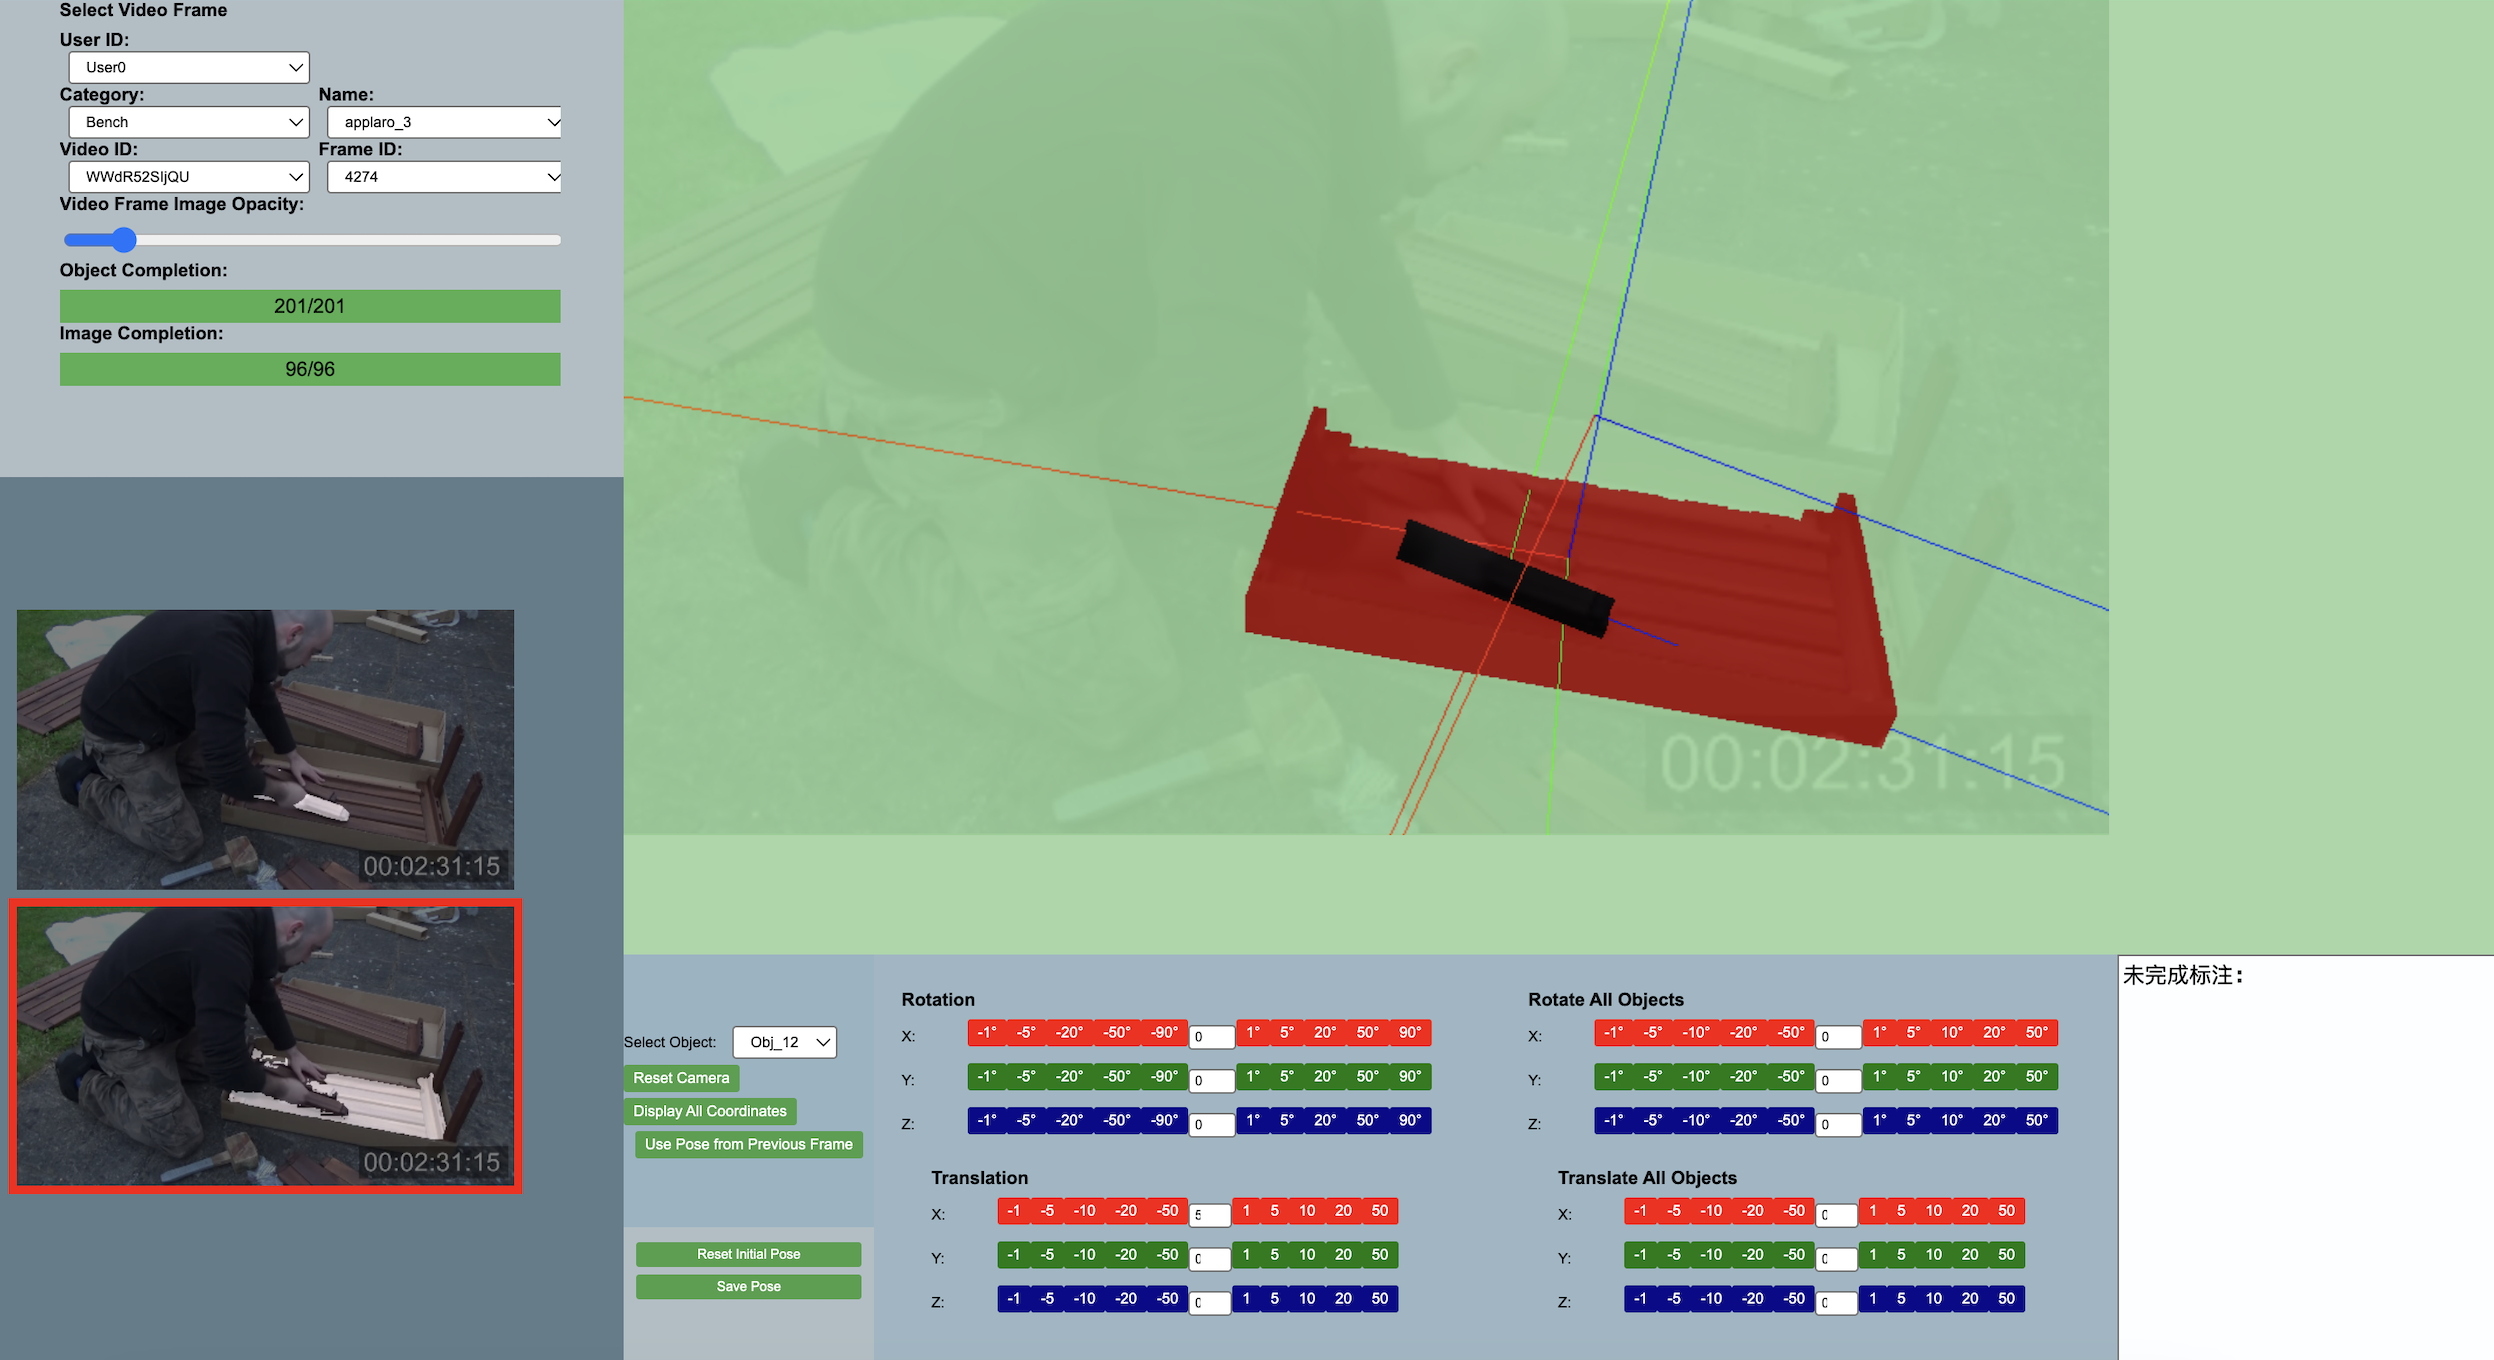 Select Video Frame
User ID:
User0
Category: Name:
Bench applaro_3
Video ID: Frame ID:
WWdR52SIjQU 4274
Video Frame Image Opacity:
Object Completion:
201/201
Image Completion:
96/96
00:02:31:15
00:02:31:15
00:02:31:15
Select Object: Obj_12
Reset Camera
Display All Coordinates
Use Pose from Previous Frame
Reset Initial Pose
Save Pose
Rotation
X: -1° -5° -20° -50° -90° 0 1° 5° 20° 50° 90°
Y: -1° -5° -20° -50° -90° 0 1° 5° 20° 50° 90°
Z: -1° -5° -20° -50° -90° 0 1° 5° 20° 50° 90°
Translation
X: -1 -5 -10 -20 -50 5 1 5 10 20 50
Y: -1 -5 -10 -20 -50 0 1 5 10 20 50
Z: -1 -5 -10 -20 -50 0 1 5 10 20 50
Rotate All Objects
X: -1° -5° -10° -20° -50° 0 1° 5° 10° 20° 50°
Y: -1° -5° -10° -20° -50° 0 1° 5° 10° 20° 50°
Z: -1° -5° -10° -20° -50° 0 1° 5° 10° 20° 50°
Translate All Objects
X: -1 -5 -10 -20 -50 0 1 5 10 20 50
Y: -1 -5 -10 -20 -50 0 1 5 10 20 50
Z: -1 -5 -10 -20 -50 0 1 5 10 20 50
未完成标注: